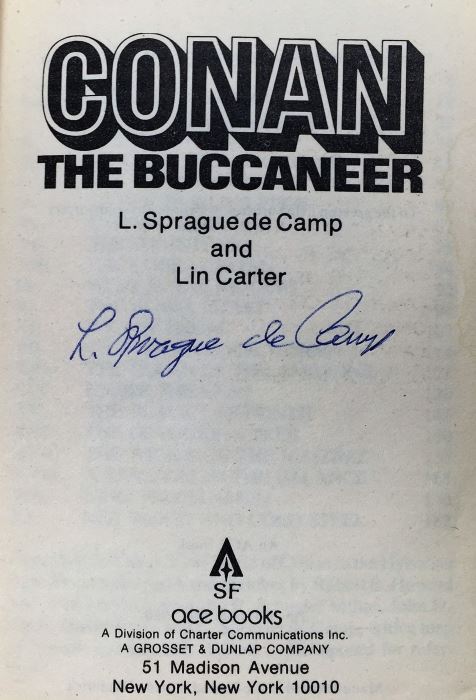 CONAN
THE BUCCANEER
L. Sprague de Camp
and
Lin Carter
L. Sprague de Camp
SF
ace books
A Division of Charter Communications Inc.
A GROSSET & DUNLAP COMPANY
51 Madison Avenue
New York, New York 10010